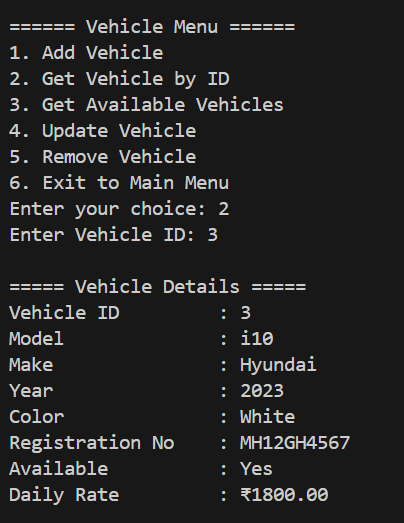 ====== Vehicle Menu ======
1. Add Vehicle
2. Get Vehicle by ID
3. Get Available Vehicles
4. Update Vehicle
5. Remove Vehicle
6. Exit to Main Menu
Enter your choice: 2
Enter Vehicle ID: 3
===== Vehicle Details =====
Vehicle ID         : 3
Model              : i10
Make               : Hyundai
Year               : 2023
Color              : White
Registration No    : MH12GH4567
Available          : Yes
Daily Rate         : ₹1800.00